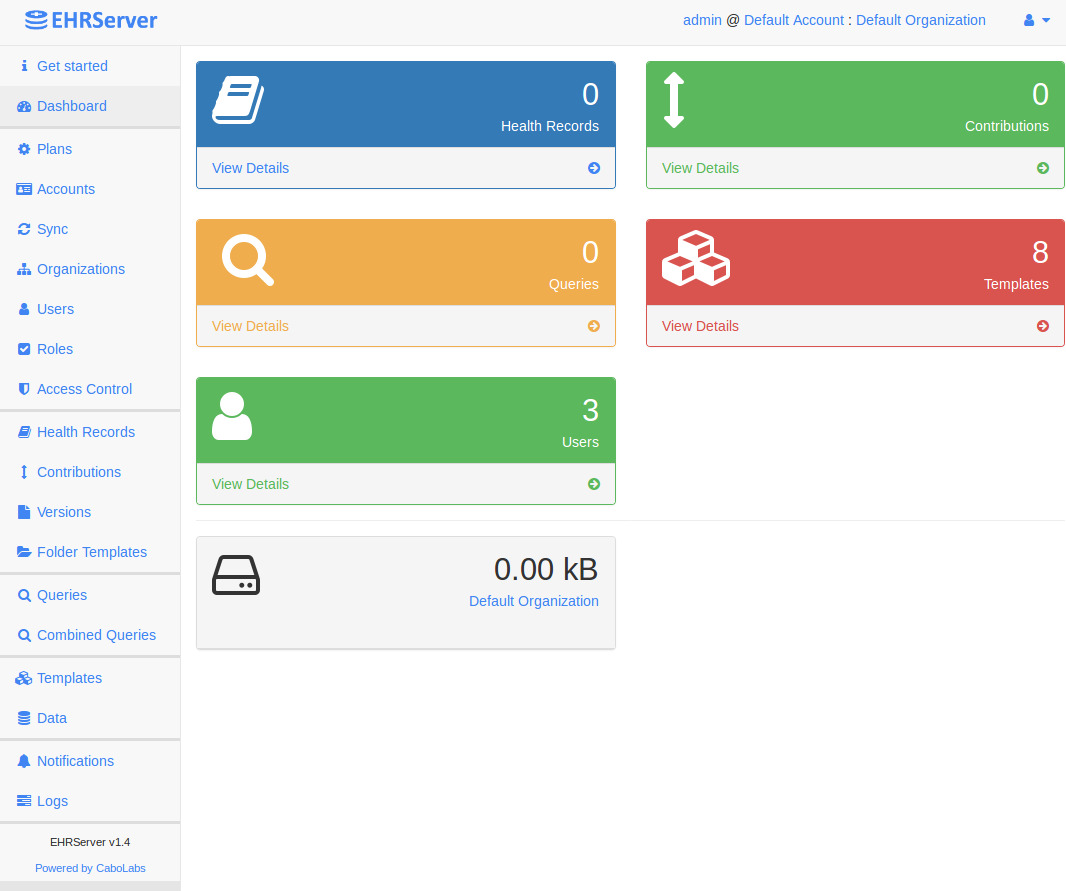 EHRServer
admin @ Default Account : Default Organization
Get started
Dashboard
Plans
Accounts
Sync
Organizations
Users
Roles
Access Control
Health Records
Contributions
Versions
Folder Templates
Queries
Combined Queries
Templates
Data
Notifications
Logs
EHRServer v1.4
Powered by CaboLabs
0
Health Records
View Details
0
Contributions
View Details
0
Queries
View Details
8
Templates
View Details
3
Users
View Details
0.00 kB
Default Organization